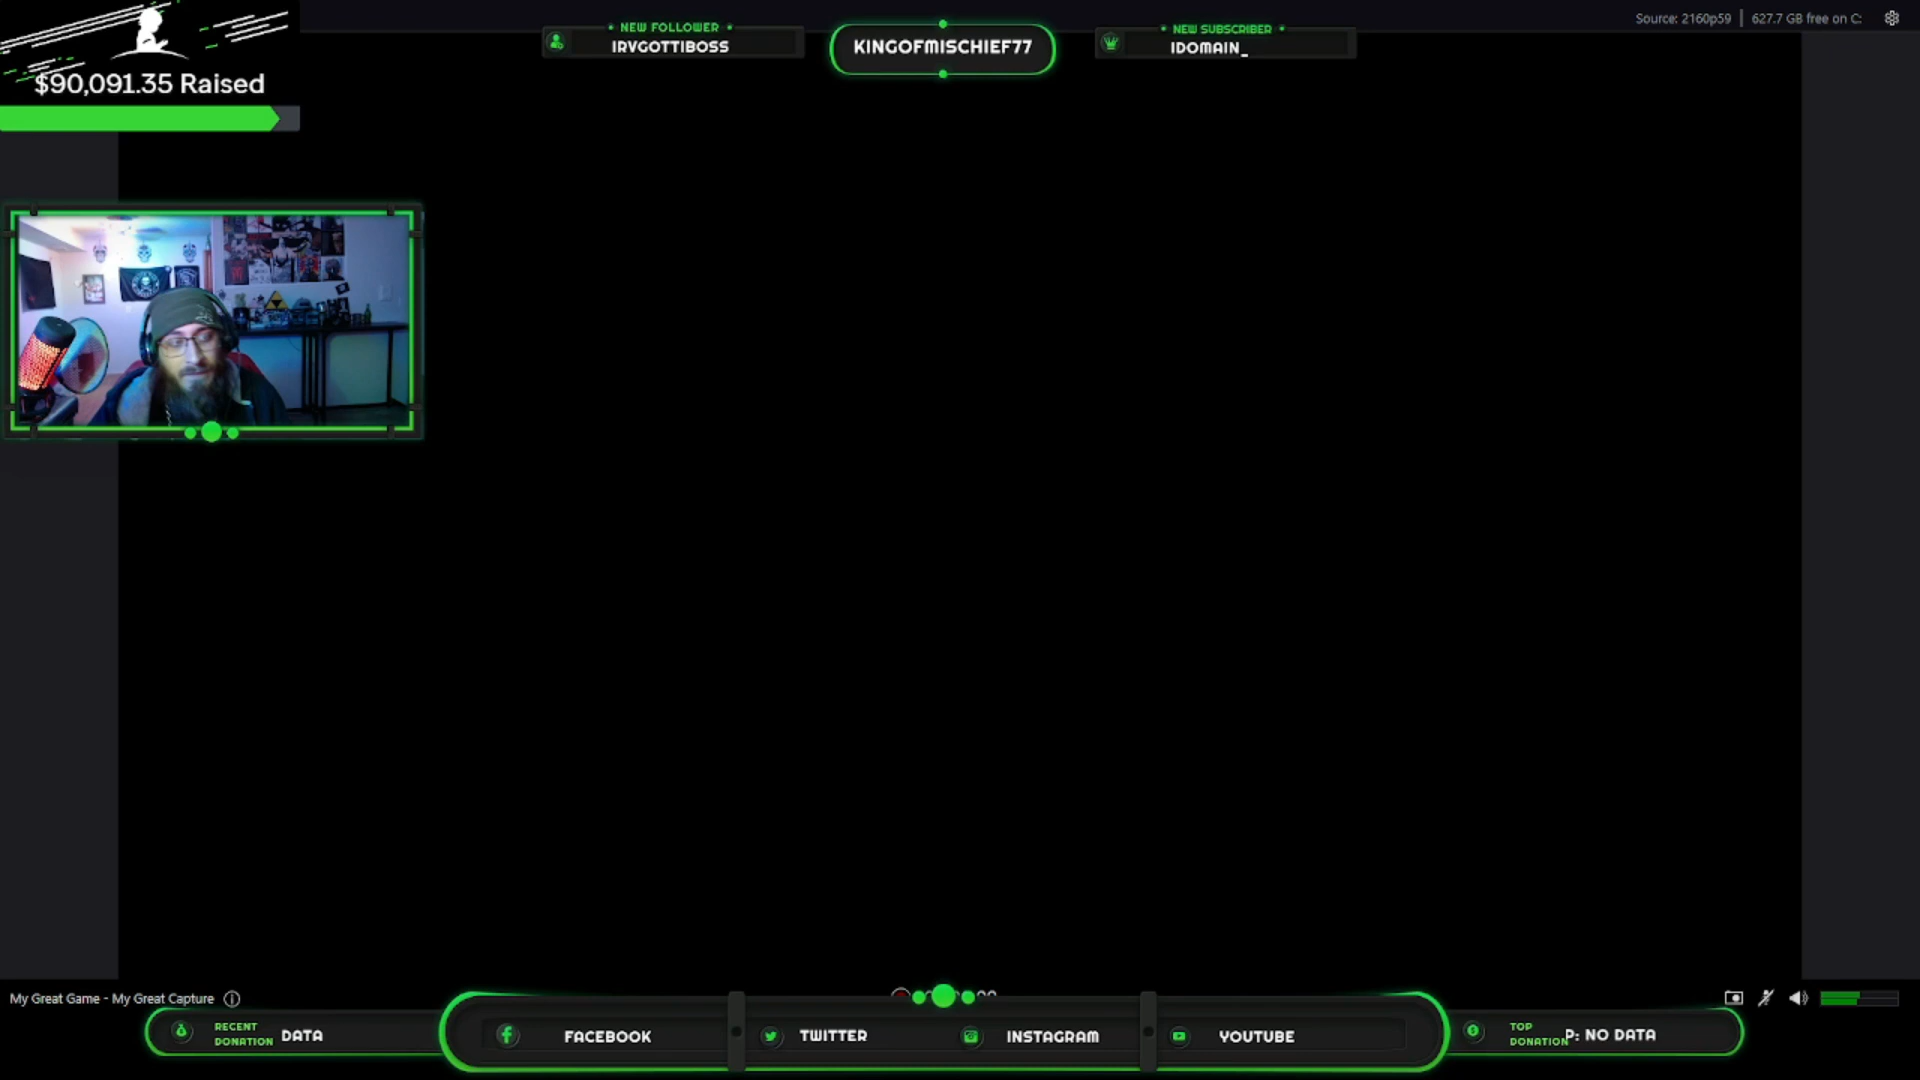 Source: 2160p59 | 627.7 GB free on C:
NEW FOLLOWER
IRVGOTTIBOSS
KINGOFMISCHIEF77
NEW SUBSCRIBER
IDOMAIN_
$90,091.35 Raised
My Great Game - My Great Capture
RECENT
DONATION
DATA
FACEBOOK
TWITTER
INSTAGRAM
YOUTUBE
TOP
DONATION
P: NO DATA